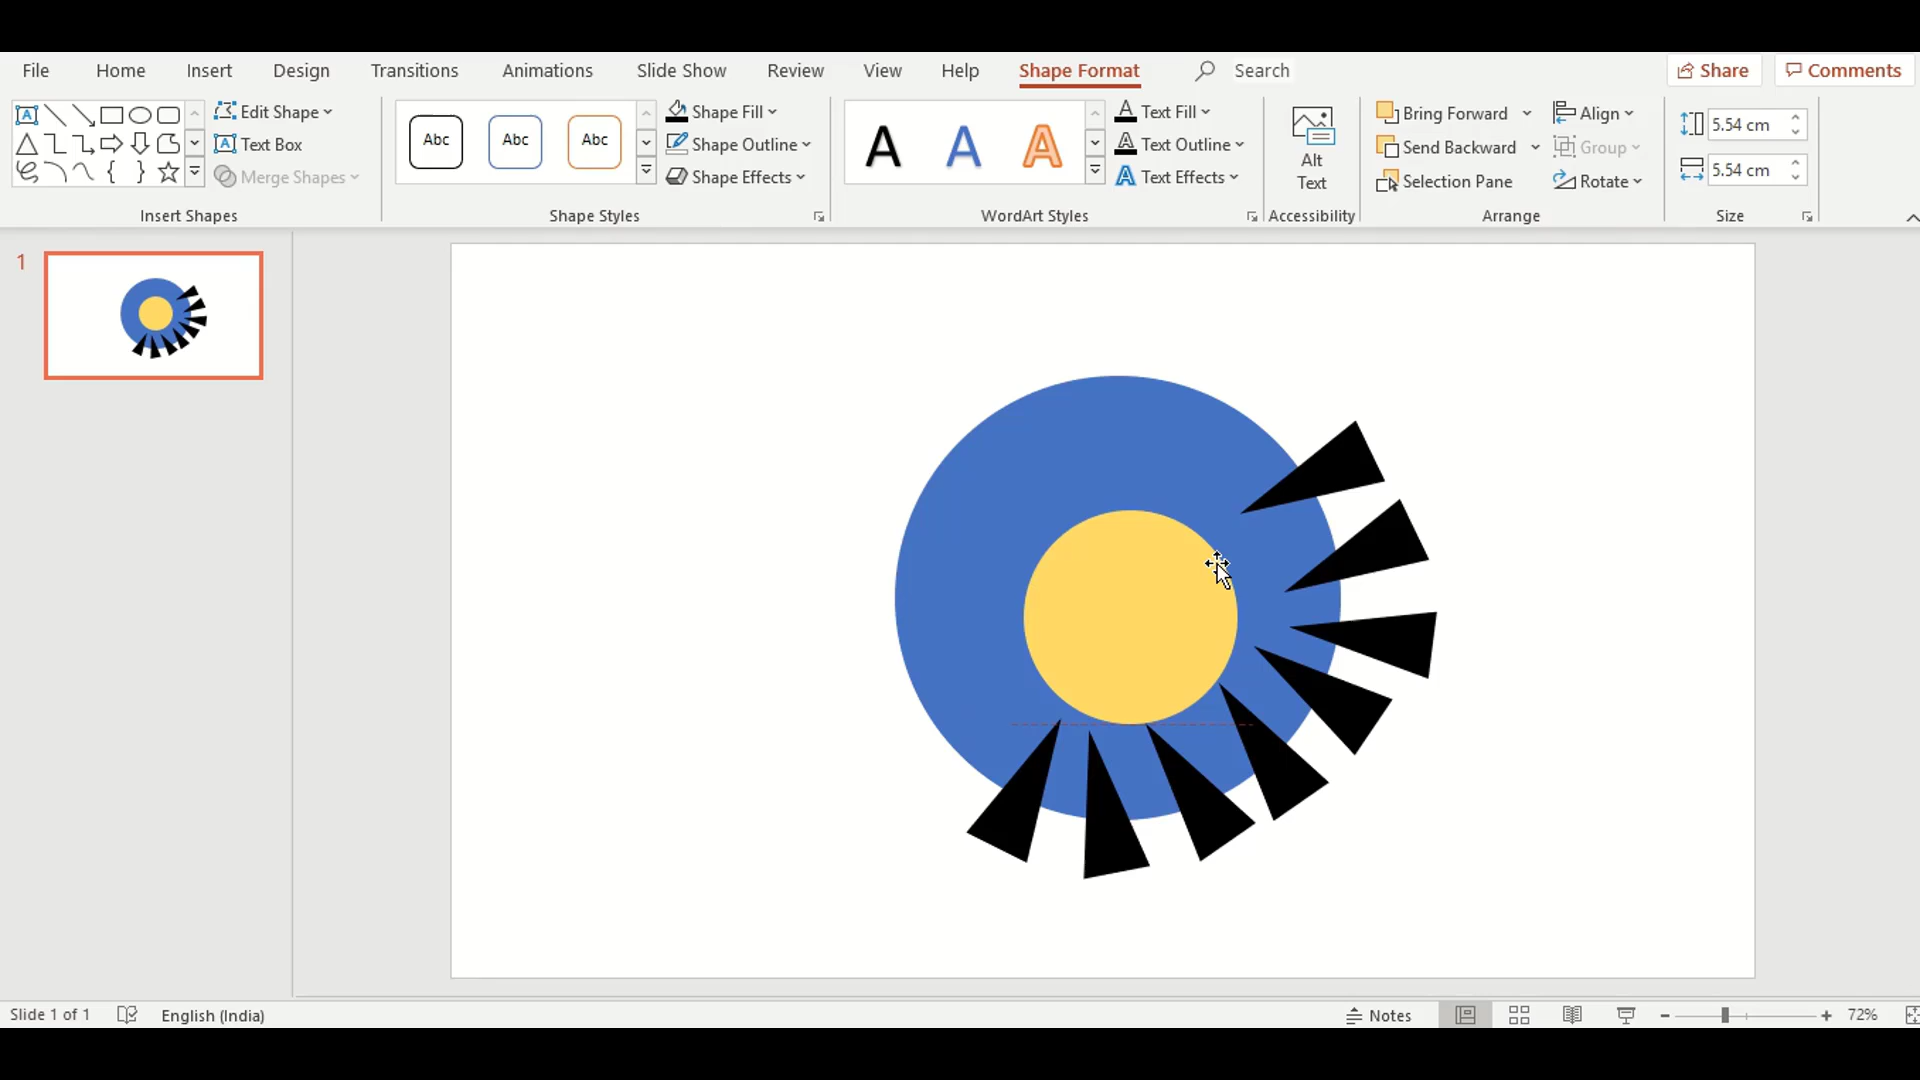 File Home Insert Design Transitions Animations Slide Show Review View Help Shape Format Search Share Comments
Edit Shape
Text Box
Merge Shapes
Insert Shapes
Abc Abc Abc
Shape Fill
Shape Outline
Shape Effects
Shape Styles
A A A
Text Fill
Text Outline
Text Effects
WordArt Styles
Alt
Text
Accessibility
Bring Forward
Send Backward
Selection Pane
Align
Group
Rotate
Arrange
5.54 cm
5.54 cm
Size
1
Slide 1 of 1 English (India) Notes 72%